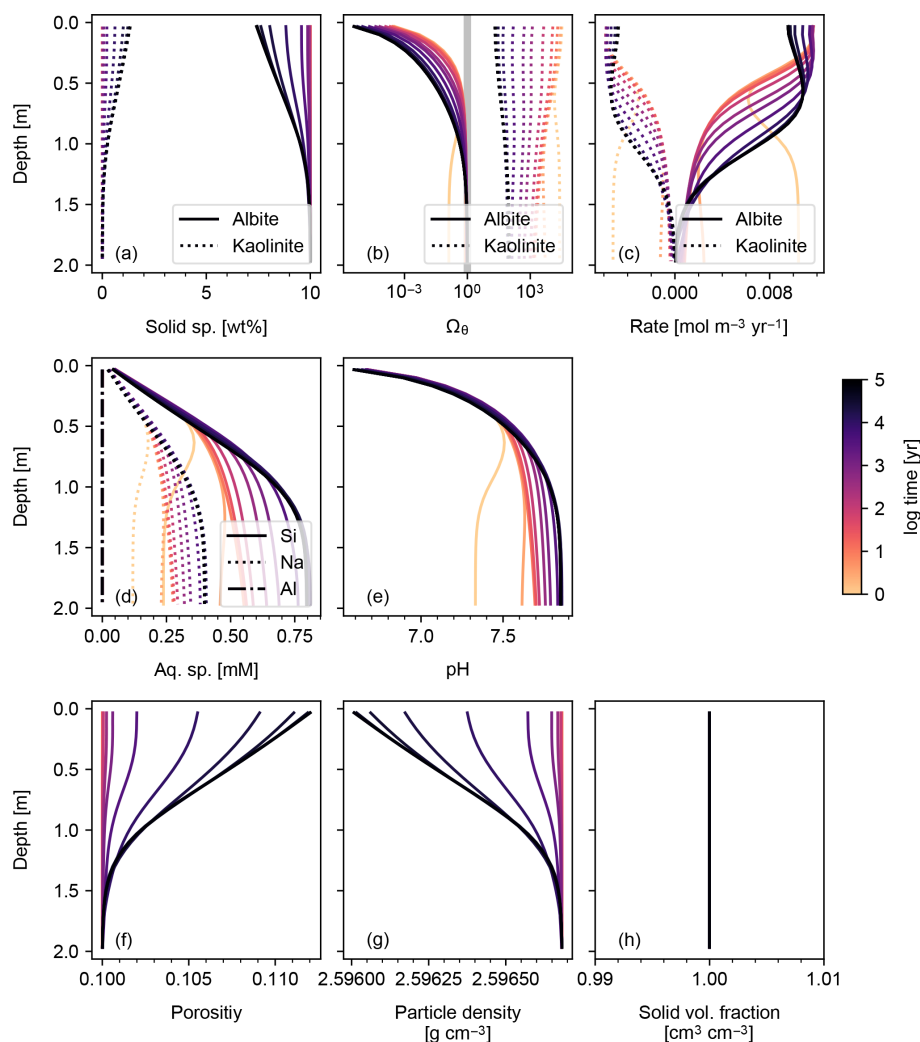 0.0
0.5
1.0
1.5
2.0
Depth [m]
(a)
Albite
Kaolinite
0
5
10
Solid sp. [wt%]
(b)
Albite
Kaolinite
10⁻³
10⁰
10³
Ωθ
(c)
Albite
Kaolinite
0.000
0.008
Rate [mol m⁻³ yr⁻¹]
0.0
0.5
1.0
1.5
2.0
Depth [m]
(d)
Si
Na
Al
0.00
0.25
0.50
0.75
Aq. sp. [mM]
(e)
7.0
7.5
pH
5
4
3
2
1
0
log time [yr]
0.0
0.5
1.0
1.5
2.0
Depth [m]
(f)
0.100
0.105
0.110
Porositiy
(g)
2.59600
2.59625
2.59650
Particle density
[g cm⁻³]
(h)
0.99
1.00
1.01
Solid vol. fraction
[cm³ cm⁻³]